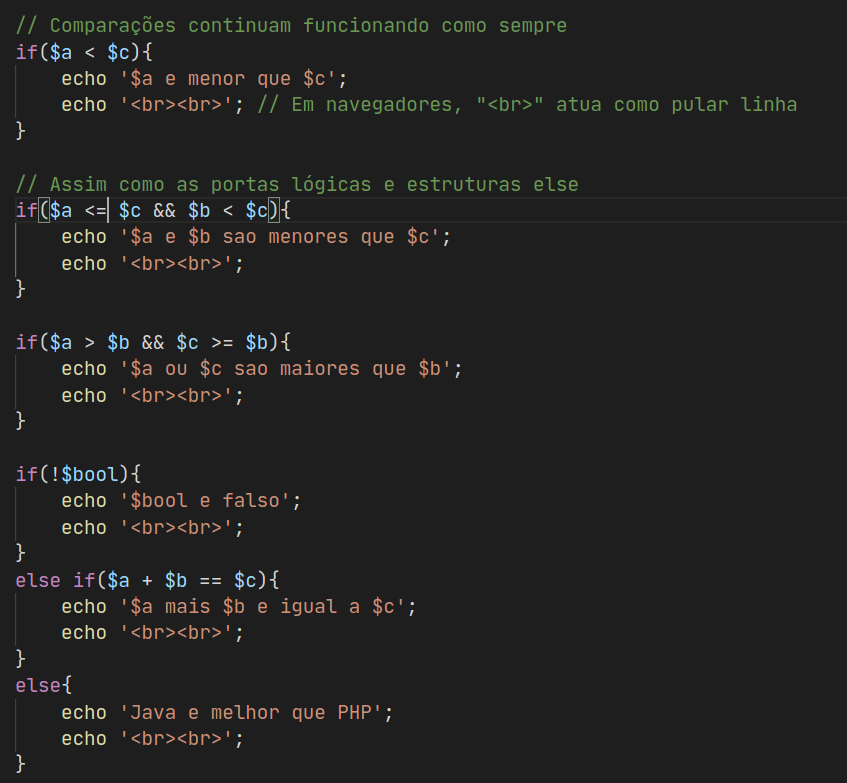 // Comparações continuam funcionando como sempre
if($a < $c){
    echo '$a e menor que $c';
    echo '<br><br>'; // Em navegadores, "<br>" atua como pular linha
}

// Assim como as portas lógicas e estruturas else
if($a <= $c && $b < $c){
    echo '$a e $b sao menores que $c';
    echo '<br><br>';
}

if($a > $b && $c >= $b){
    echo '$a ou $c sao maiores que $b';
    echo '<br><br>';
}

if(!$bool){
    echo '$bool e falso';
    echo '<br><br>';
}
else if($a + $b == $c){
    echo '$a mais $b e igual a $c';
    echo '<br><br>';
}
else{
    echo 'Java e melhor que PHP';
    echo '<br><br>';
}